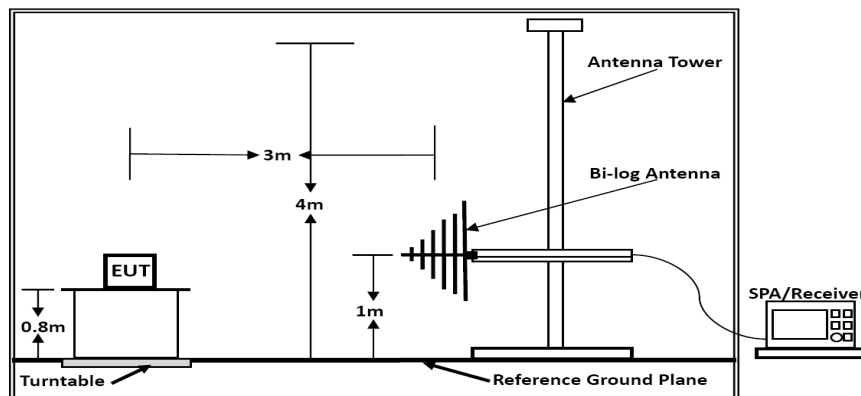 Antenna Tower
3m
Bi-log Antenna
4m
EUT
1m
0.8m
SPA/Receiver
Turntable
Reference Ground Plane